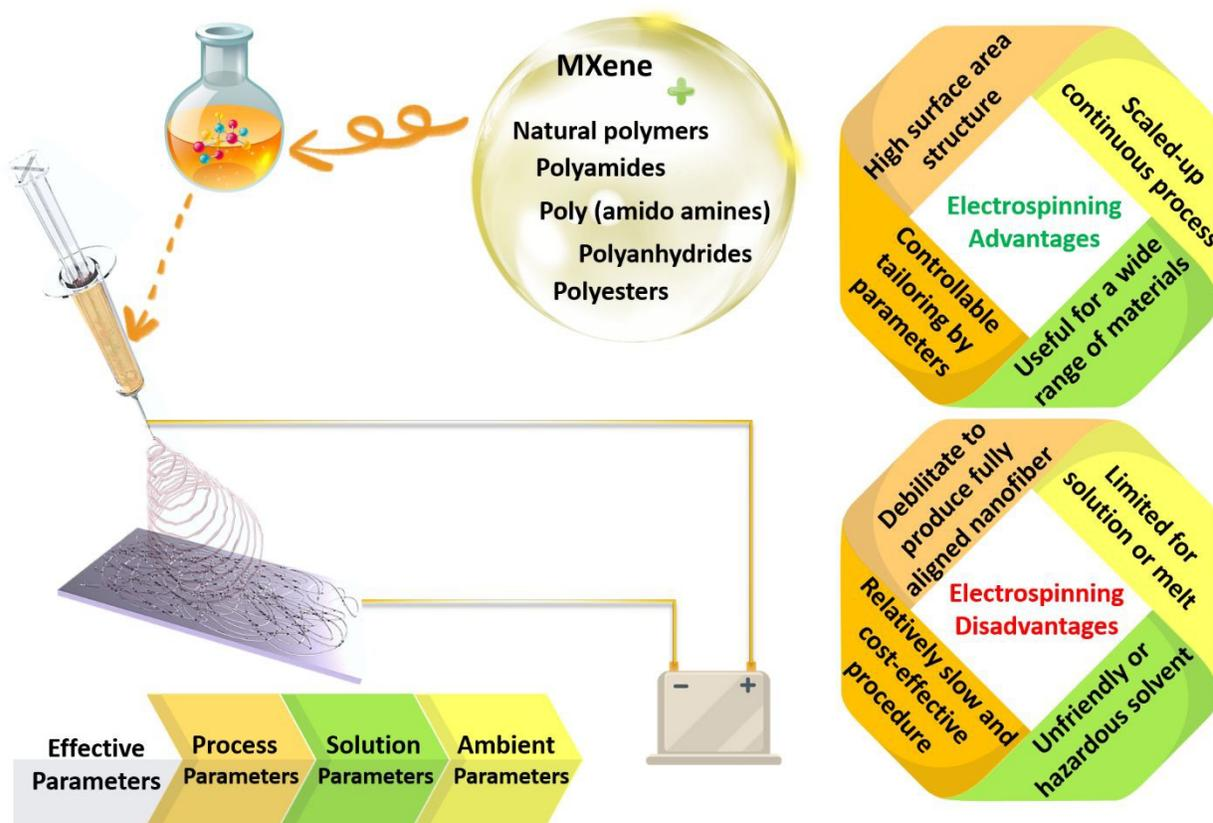 MXene
+
Natural polymers
Polyamides
Poly (amido amines)
Polyanhydrides
Polyesters
High surface area
structure
Scaled-up
continuous process
Electrospinning
Advantages
Controllable
tailoring by
parameters
Useful for a wide
range of materials
Debilitate to
produce fully
aligned nanofiber
Limited for
solution or melt
Electrospinning
Disadvantages
Relatively slow and
cost-effective
procedure
Unfriendly or
hazardous solvent
− +
Effective
Parameters
Process
Parameters
Solution
Parameters
Ambient
Parameters